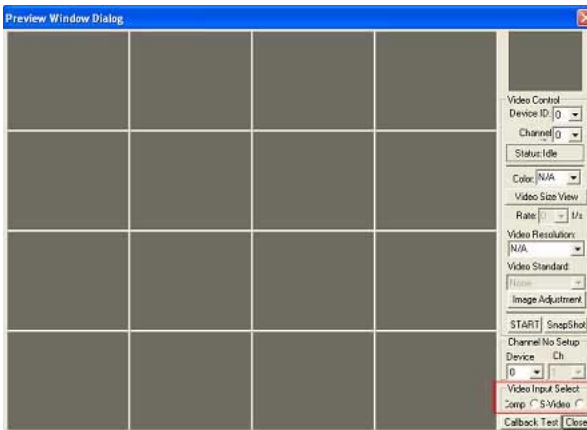 Preview Window Dialog
Video Control
Device ID: 0
Channel 0
Status:Idle
Color: N/A
Video Size View
Rate: 0 f/s
Video Resolution:
N/A
Video Standard:
None
Image Adjustment
START SnapShot
Channel No Setup
Device Ch
0 1
Video Input Select
Comp S-Video
Callback Test Close